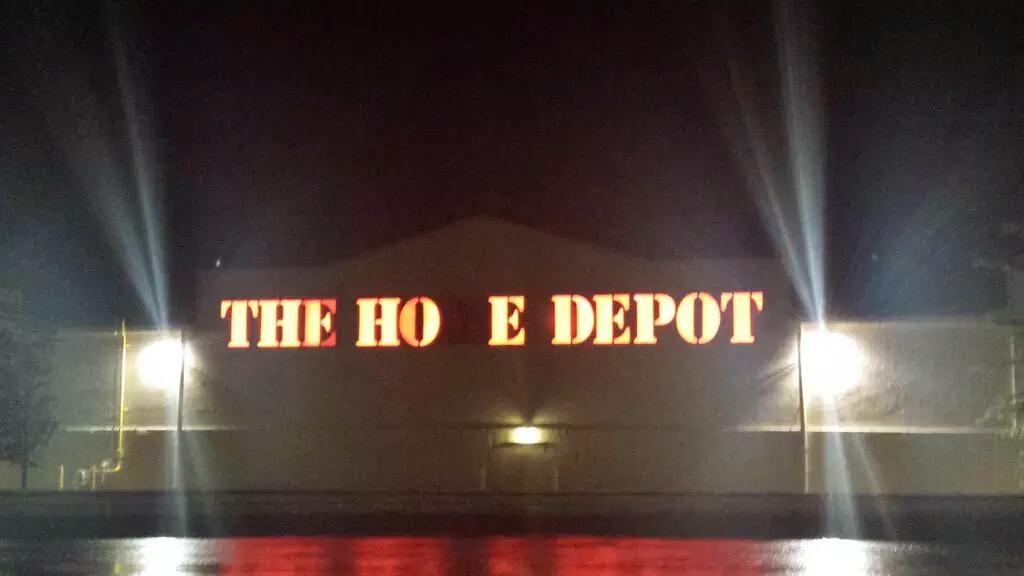 THE HO E DEPOT